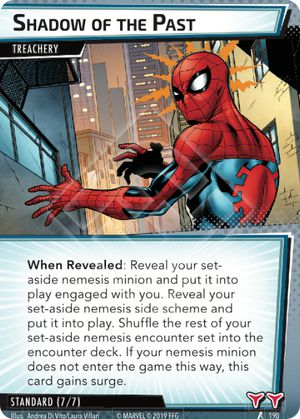 SHADOW OF THE PAST
TREACHERY
When Revealed: Reveal your set-
aside nemesis minion and put it into
play engaged with you. Reveal your
set-aside nemesis side scheme and
put it into play. Shuffle the rest of your
set-aside nemesis encounter set into the
encounter deck. If your nemesis minion
does not enter the game this way, this
card gains surge.
STANDARD (7/7)
Illus. Andrea Di Vito/Laura Villari © MARVEL © 2019 FFG 190